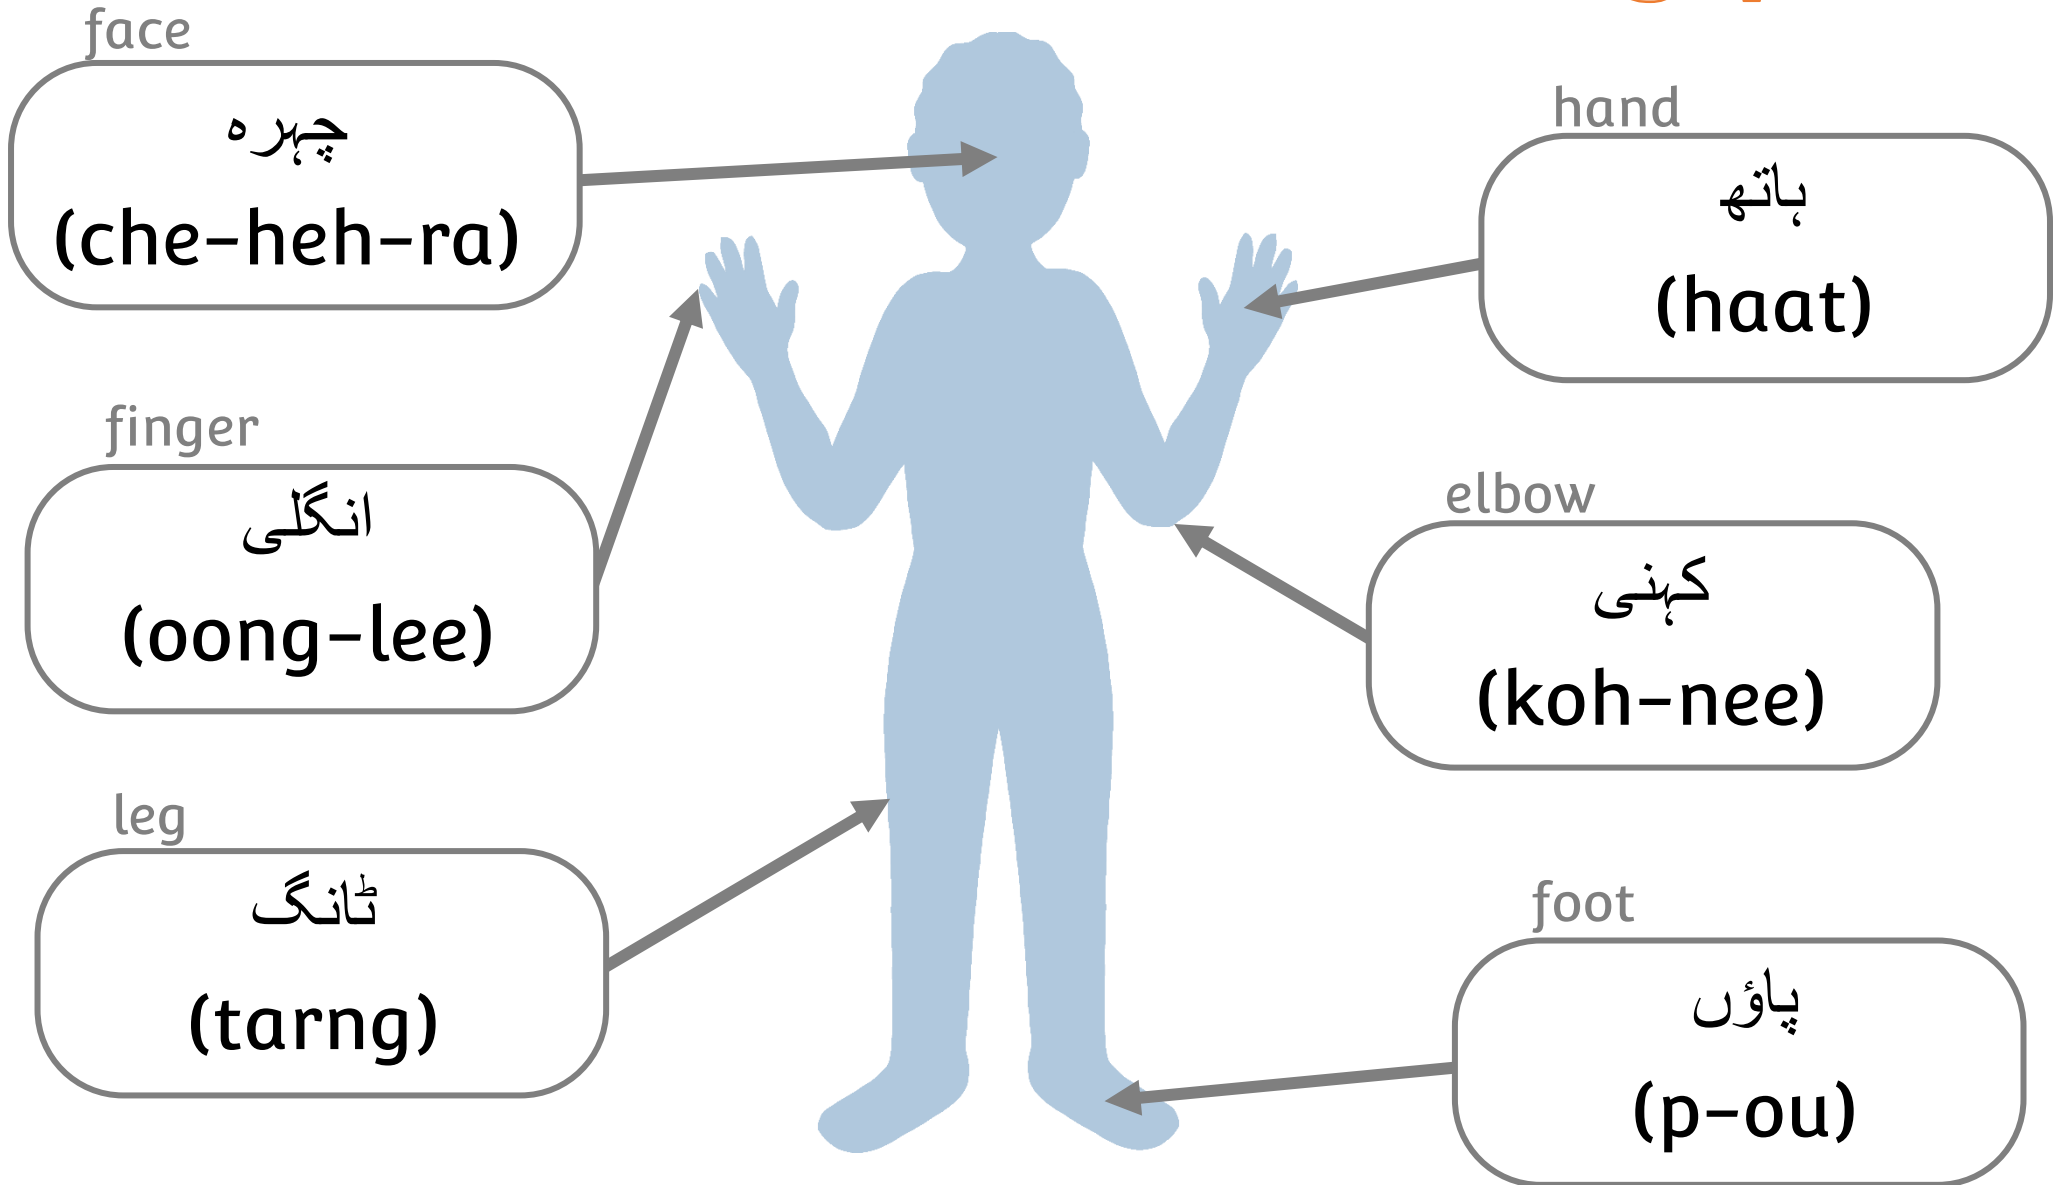 face
چہرہ
(che-heh-ra)
finger
انگلی
(oong-lee)
leg
ٹانگ
(tarng)
hand
ہاتھ
(haat)
elbow
کہنی
(koh-nee)
foot
پاؤں
(p-ou)